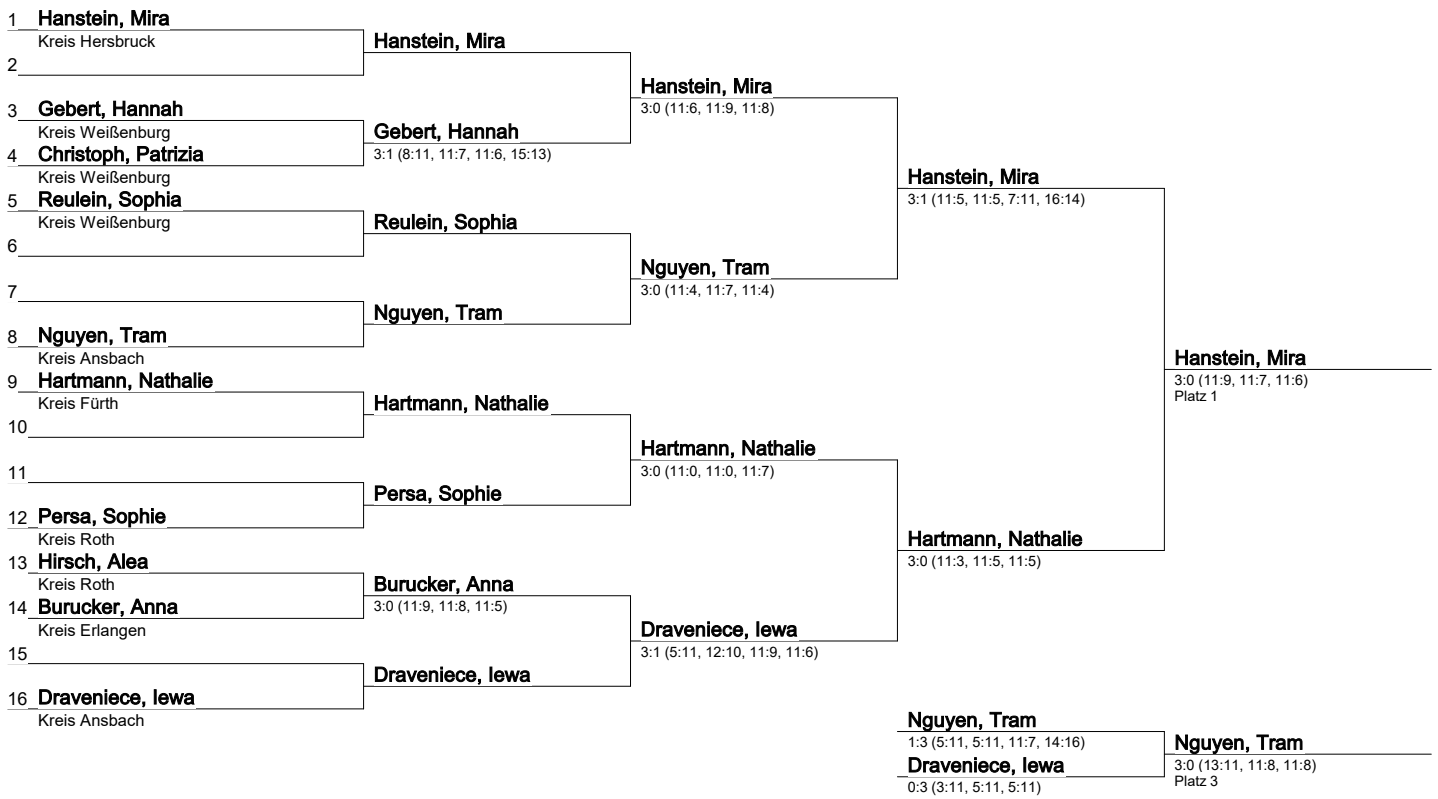 1 Hanstein, Mira
Kreis Hersbruck
2
3 Gebert, Hannah
Kreis Weißenburg
4 Christoph, Patrizia
Kreis Weißenburg
5 Reulein, Sophia
Kreis Weißenburg
6
7
8 Nguyen, Tram
Kreis Ansbach
9 Hartmann, Nathalie
Kreis Fürth
10
11
12 Persa, Sophie
Kreis Roth
13 Hirsch, Alea
Kreis Roth
14 Burucker, Anna
Kreis Erlangen
15
16 Draveniece, Iewa
Kreis Ansbach
Hanstein, Mira
Gebert, Hannah
3:1 (8:11, 11:7, 11:6, 15:13)
Reulein, Sophia
Nguyen, Tram
Hartmann, Nathalie
Persa, Sophie
Burucker, Anna
3:0 (11:9, 11:8, 11:5)
Draveniece, Iewa
Hanstein, Mira
3:0 (11:6, 11:9, 11:8)
Nguyen, Tram
3:0 (11:4, 11:7, 11:4)
Hartmann, Nathalie
3:0 (11:0, 11:0, 11:7)
Draveniece, Iewa
3:1 (5:11, 12:10, 11:9, 11:6)
Hanstein, Mira
3:1 (11:5, 11:5, 7:11, 16:14)
Hartmann, Nathalie
3:0 (11:3, 11:5, 11:5)
Hanstein, Mira
3:0 (11:9, 11:7, 11:6)
Platz 1
Nguyen, Tram
1:3 (5:11, 5:11, 11:7, 14:16)
Draveniece, Iewa
0:3 (3:11, 5:11, 5:11)
Nguyen, Tram
3:0 (13:11, 11:8, 11:8)
Platz 3